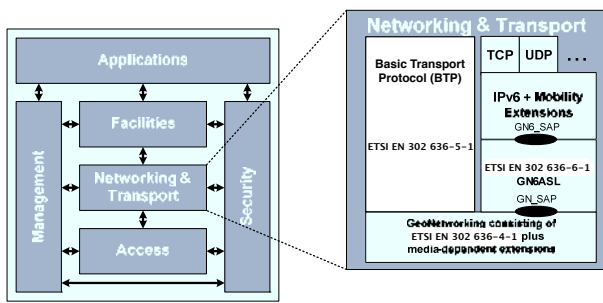 Applications
Facilities
Networking &
Transport
Access
Management
Security
Networking & Transport
Basic Transport
Protocol (BTP)
ETSI EN 302 636-5-1
TCP
UDP
...
IPv6 + Mobility
Extensions
GN6_SAP
ETSI EN 302 636-6-1
GN6ASL
GN_SAP
GeoNetworking consisting of
ETSI EN 302 636-4-1 plus
media-dependent extensions